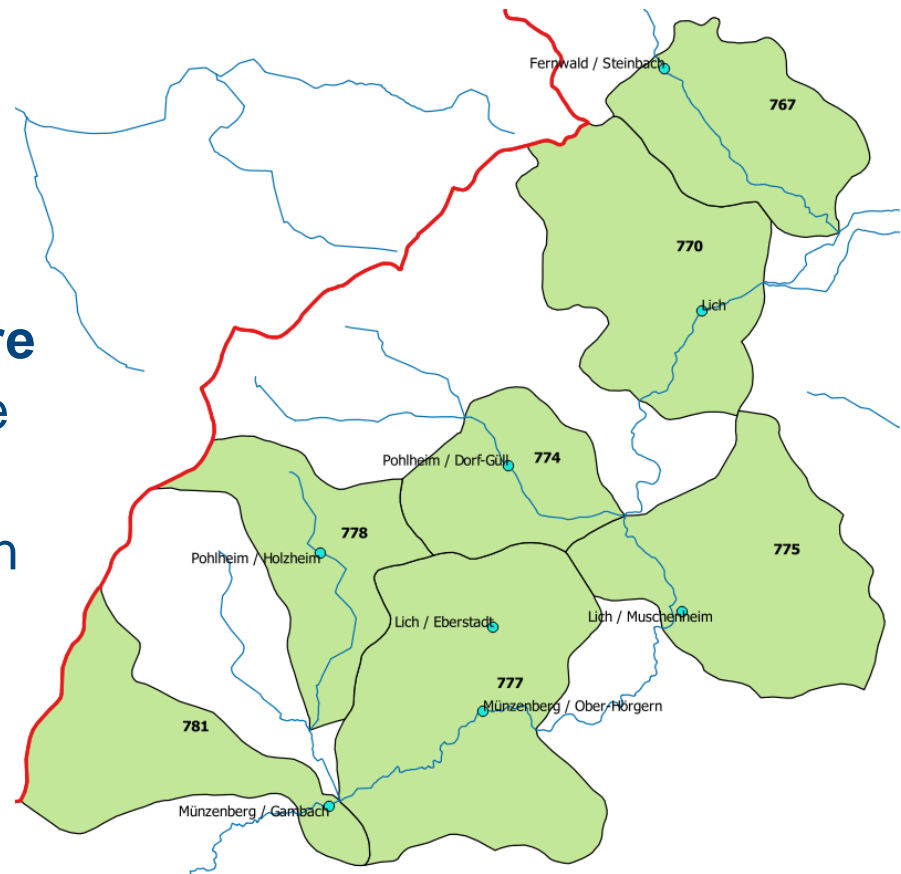 Fernwald / Steinbach
767
770
Lich
re
e
Pohlheim / Dorf-Güll
774
n
778
775
Pohlheim / Holzheim
Lich / Eberstadt
Lich / Muschenheim
777
Münzenberg / Ober-Hörgern
781
Münzenberg / Gambach